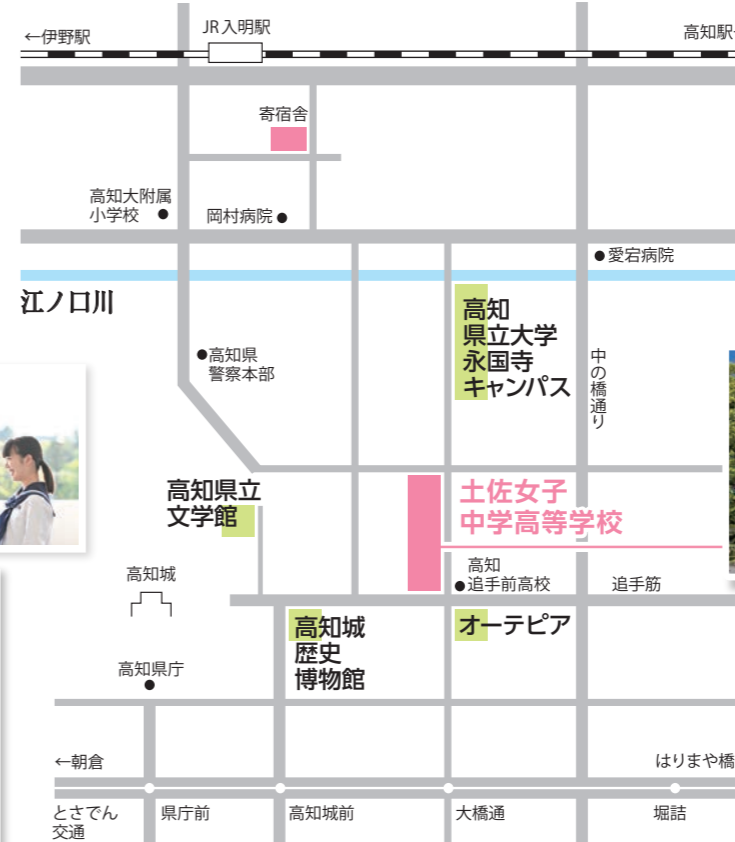 ←伊野駅
JR入明駅
高知駅
寄宿舎
高知大附属
小学校
岡村病院
愛宕病院
江ノ口川
高知
県立大学
永国寺
キャンパス
高知県
警察本部
中の橋通り
高知県立
文学館
土佐女子
中学高等学校
高知城
高知
追手前高校
追手筋
高知城
歴史
博物館
オーテピア
高知県庁
←朝倉
はりまや橋
とさでん
交通
県庁前
高知城前
大橋通
堀詰